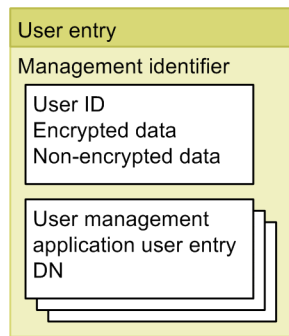 User entry
Management identifier
User ID
Encrypted data
Non-encrypted data
User management
application user entry
DN